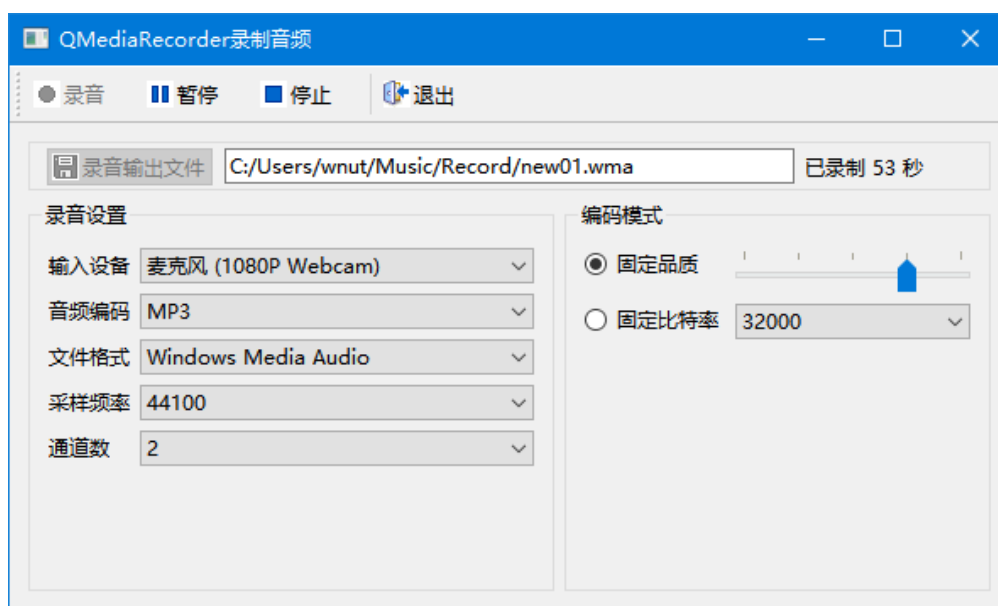 QMediaRecorder录制音频
录音 暂停 停止 退出
录音输出文件 C:/Users/wnut/Music/Record/new01.wma 已录制 53 秒
录音设置
输入设备 麦克风 (1080P Webcam)
音频编码 MP3
文件格式 Windows Media Audio
采样频率 44100
通道数 2
编码模式
固定品质
固定比特率 32000